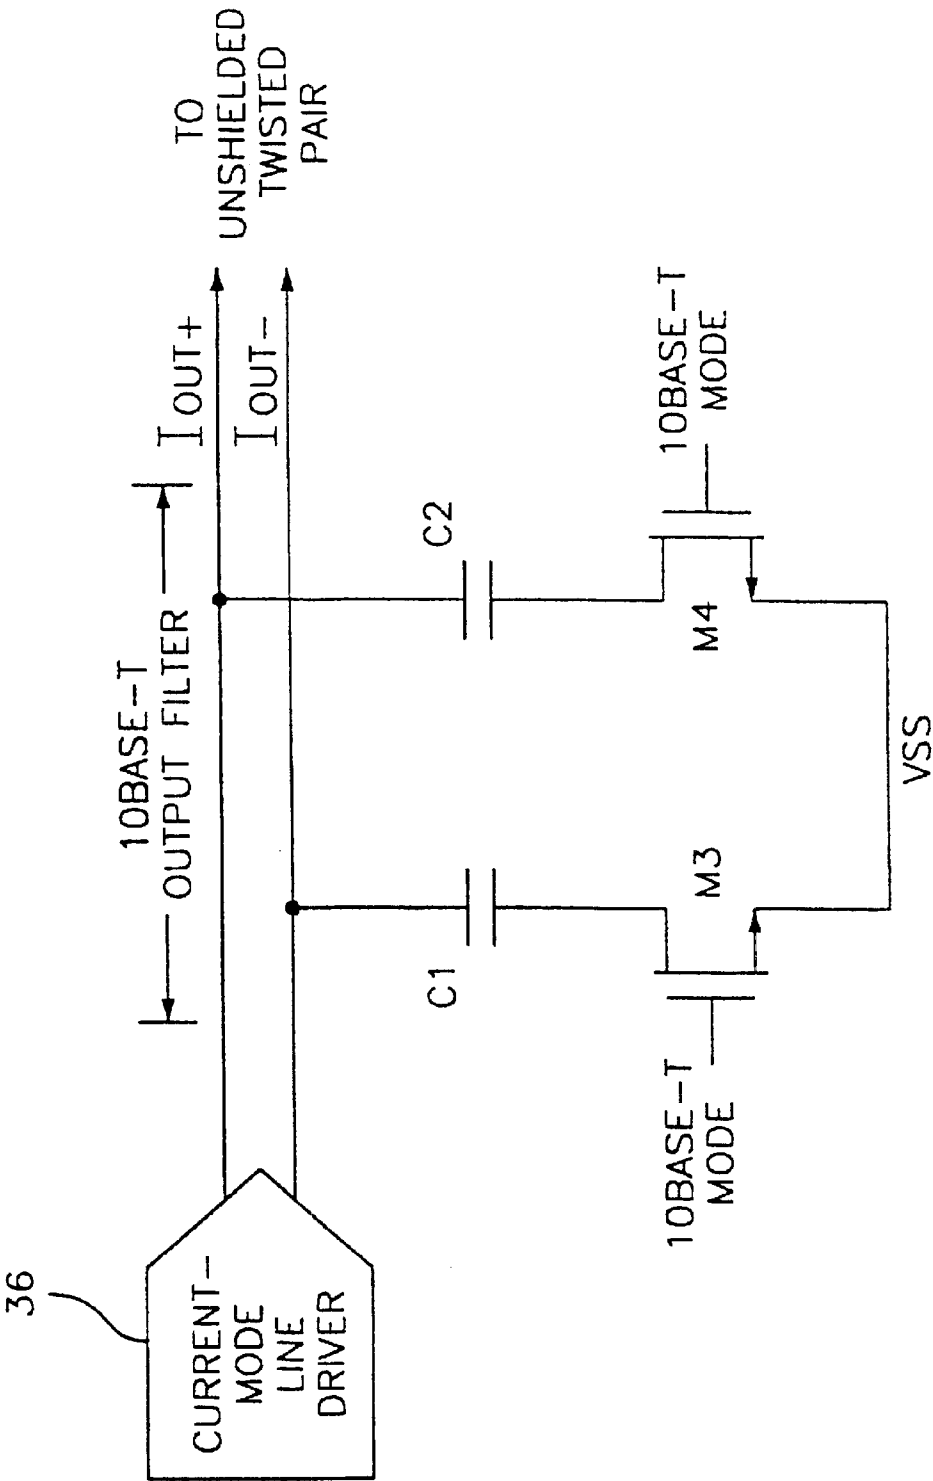 36
CURRENT-
MODE
LINE
DRIVER
10BASE-T
OUTPUT FILTER
I OUT+
I OUT-
TO
UNSHIELDED
TWISTED
PAIR
C1
C2
10BASE-T
MODE
M3
M4
10BASE-T
MODE
VSS